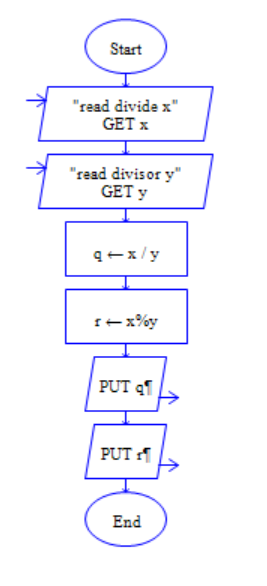 Start
"read divide x"
GET x
"read divisor y"
GET y
q ← x / y
r ← x%y
PUT q¶
PUT r¶
End